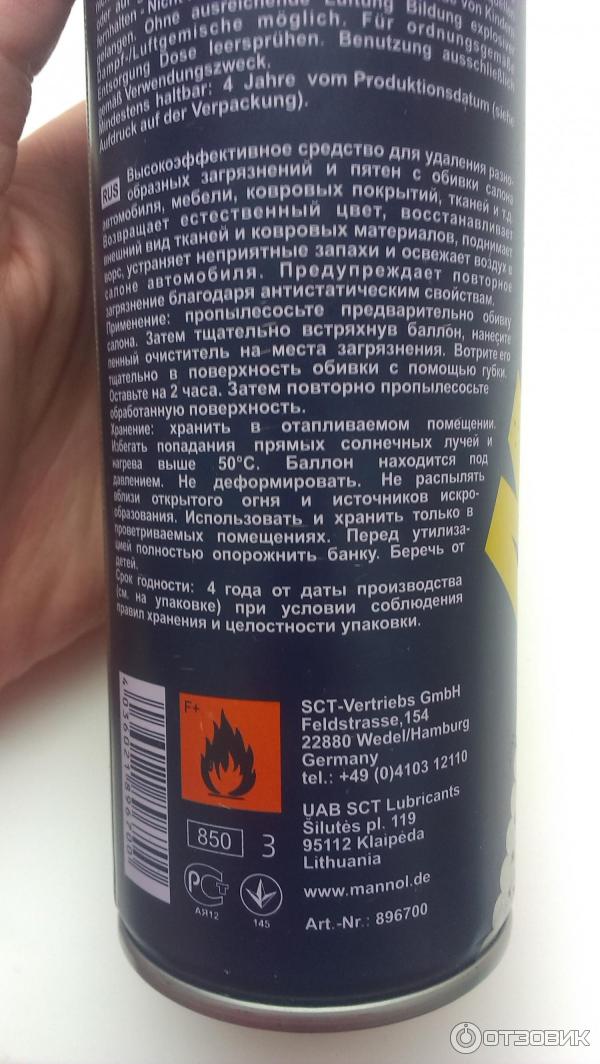 oder auf
fernhalten - Nicht
gelangen. Ohne ausreichende Lüftung Bildung explosiver
Dampf-/Luftgemische möglich. Für ordnungsgemäße
Entsorgung Dose leersprühen. Benutzung ausschließlich
gemäß Verwendungszweck.
Mindestens haltbar: 4 Jahre vom Produktionsdatum (siehe
Aufdruck auf der Verpackung).
RUS Высокоэффективное средство для удаления разно-
образных загрязнений и пятен с обивки салона
автомобиля, мебели, ковровых покрытий, тканей и т.д.
Возвращает естественный цвет, восстанавливает
внешний вид тканей и ковровых материалов, поднимает
ворс, устраняет неприятные запахи и освежает воздух в
салоне автомобиля. Предупреждает повторное
загрязнение благодаря антистатическим свойствам.
Применение: пропылесосьте предварительно обивку
салона. Затем тщательно встряхнув баллон, нанесите
пенный очиститель на места загрязнения. Вотрите его
тщательно в поверхность обивки с помощью губки.
Оставьте на 2 часа. Затем повторно пропылесосьте
обработанную поверхность.
Хранение: хранить в отапливаемом помещении.
Избегать попадания прямых солнечных лучей и
нагрева выше 50°С. Баллон находится под
давлением. Не деформировать. Не распылять
вблизи открытого огня и источников искро-
образования. Использовать и хранить только в
проветриваемых помещениях. Перед утилиза-
цией полностью опорожнить банку. Беречь от
детей.
Срок годности: 4 года от даты производства
(см. на упаковке) при условии соблюдения
правил хранения и целостности упаковки.
4036021896700
F+
850 3
РСТ
АЯ12
145
SCT-Vertriebs GmbH
Feldstrasse,154
22880 Wedel/Hamburg
Germany
tel.: +49 (0)4103 12110
UAB SCT Lubricants
Šilutės pl. 119
95112 Klaipėda
Lithuania
www.mannol.de
Art.-Nr.: 896700
ОТЗОВИК